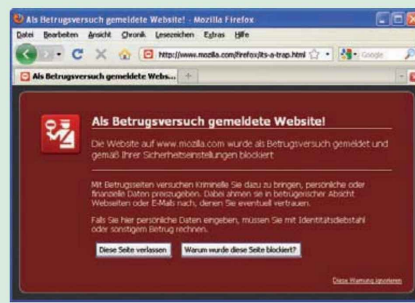 Als Betrugsversuch gemeldete Website! - Mozilla Firefox
Datei Bearbeiten Ansicht Chronik Lesezeichen Extras Hilfe
http://www.mozilla.com/firefox/its-a-trap.html Google
Als Betrugsversuch gemeldete Webs...
Als Betrugsversuch gemeldete Website!
Die Website auf www.mozilla.com wurde als Betrugsversuch gemeldet und
gemäß Ihrer Sicherheitseinstellungen blockiert
Mit Betrugsseiten versuchen Kriminelle Sie dazu zu bringen, persönliche oder
finanzielle Daten preiszugeben. Dabei ahmen sie in betrügerischer Absicht
Webseiten oder E-Mails nach, denen Sie eventuell vertrauen.
Falls Sie hier persönliche Daten eingeben, müssen Sie mit Identitätsdiebstahl
oder sonstigem Betrug rechnen.
Diese Seite verlassen Warum wurde diese Seite blockiert?
Diese Warnung ignorieren